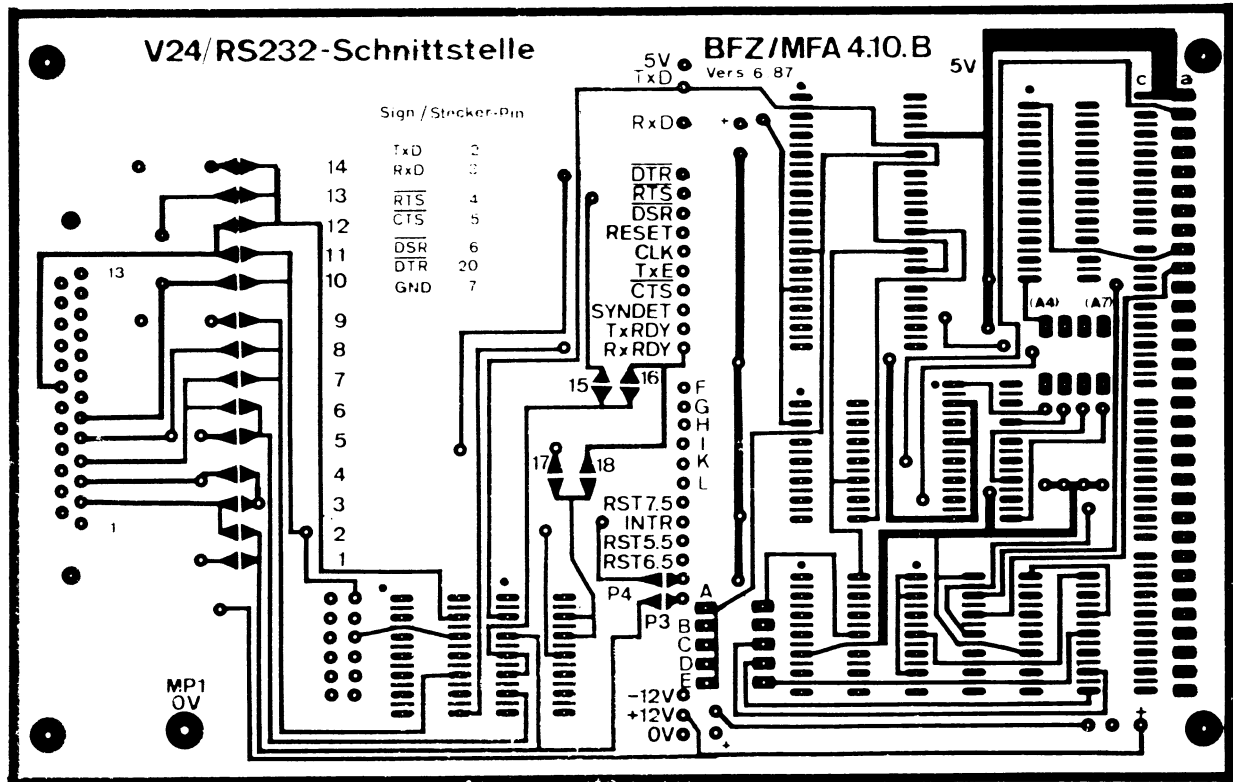 V24/RS232-Schnittstelle
BFZ/MFA 4.10.B
Vers 6 87
5V
TxD
5V
c a
Sign / Stecker-Pin
TxD 2
RxD 3
RTS 4
CTS 5
DSR 6
DTR 20
GND 7
RxD
+
DTR
RTS
DSR
RESET
CLK
TxE
CTS
SYNDET
TxRDY
RxRDY
14
13
12
11
10
9
8
7
6
5
4
3
2
1
13
1
15
16
17
18
F
G
H
I
K
L
RST7.5
INTR
RST5.5
RST6.5
P4
P3
A
B
C
D
E
-12V
+12V
0V
+
+
(A4) (A7)
MP1
0V